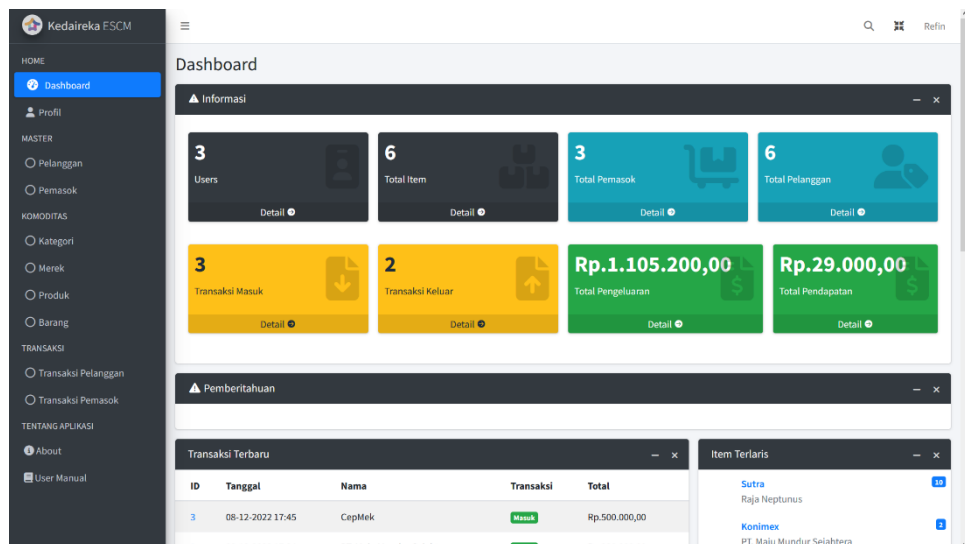 Kedaireka ESCM
Refin
HOME
Dashboard
Profil
MASTER
Pelanggan
Pemasok
KOMODITAS
Kategori
Merek
Produk
Barang
TRANSAKSI
Transaksi Pelanggan
Transaksi Pemasok
TENTANG APLIKASI
About
User Manual
Dashboard
Informasi
3
Users
Detail
6
Total Item
Detail
3
Total Pemasok
Detail
6
Total Pelanggan
Detail
3
Transaksi Masuk
Detail
2
Transaksi Keluar
Detail
Rp.1.105.200,00
Total Pengeluaran
Detail
Rp.29.000,00
Total Pendapatan
Detail
Pemberitahuan
Transaksi Terbaru
ID Tanggal Nama Transaksi Total
3 08-12-2022 17:45 CepMek Masuk Rp.500.000,00
Item Terlaris
Sutra 10
Raja Neptunus
Konimex 2
PT. Maju Mundur Sejahtera